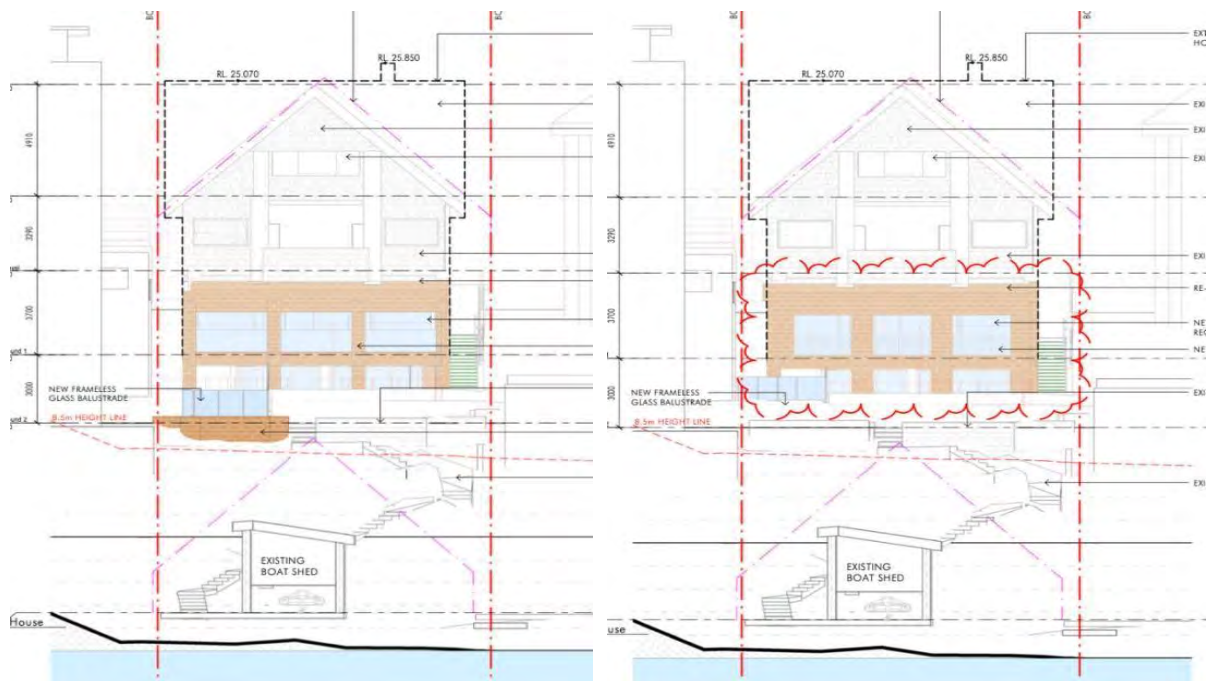 RL. 25.070
RL. 25.850
4910
3290
3700
3000
NEW FRAMELESS
GLASS BALUSTRADE
8.5m HEIGHT LINE
EXISTING
BOAT SHED
House
RL. 25.070
RL. 25.850
EXT
HO
EXI
EXI
EXI
4910
3290
3700
3000
EXI
RE-
NE
REC
NE
NEW FRAMELESS
GLASS BALUSTRADE
8.5m HEIGHT LINE
EXI
EXI
EXISTING
BOAT SHED
use